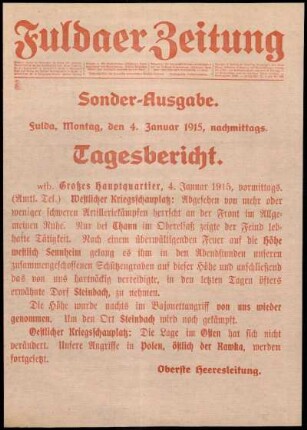 Fuldaer Zeitung
Sonder-Ausgabe.
Fulda, Montag, den 4. Januar 1915, nachmittags.
Tagesbericht.
wtb. Großes Hauptquartier, 4. Januar 1915, vormittags.
(Amtl. Tel.) Westlicher Kriegsschauplatz: Abgesehen von mehr oder
weniger schweren Artilleriekämpfen herrscht an der Front im Allge-
meinen Ruhe. Nur bei Thann im Oberelsaß zeigte der Feind leb-
hafte Tätigkeit. Nach einem überwältigenden Feuer auf die Höhe
westlich Sennheim gelang es ihm in den Abendstunden unseren
zusammengeschossenen Schützengraben auf dieser Höhe und anschließend
das von uns hartnäckig verteidigte, in den letzten Tagen öfters
erwähnte Dorf Steinbach, zu nehmen.
Die Höhe wurde nachts im Bajonettangriff von uns wieder
genommen. Um den Ort Steinbach wird noch gekämpft.
Oestlicher Kriegsschauplatz: Die Lage im Osten hat sich nicht
verändert. Unsere Angriffe in Polen, östlich der Rawka, werden
fortgesetzt.
Oberste Heeresleitung.